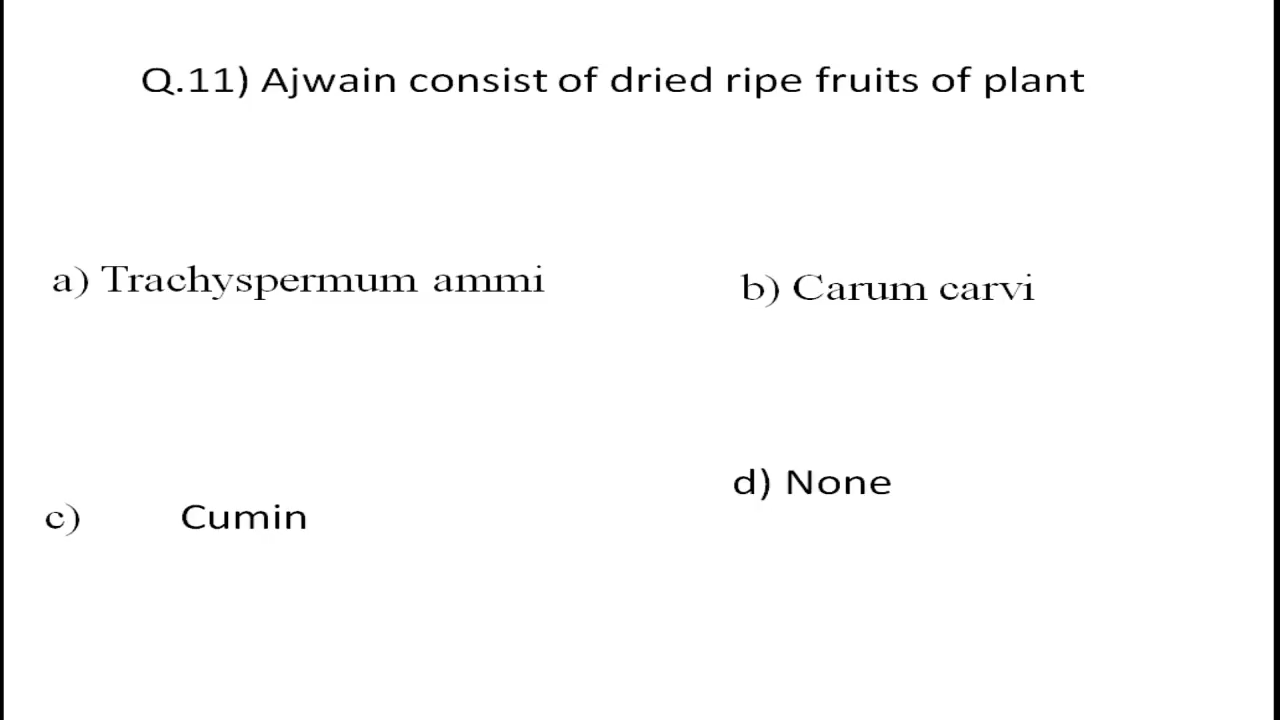 Q.11) Ajwain consist of dried ripe fruits of plant
a) Trachyspermum ammi
b) Carum carvi
c) Cumin
d) None